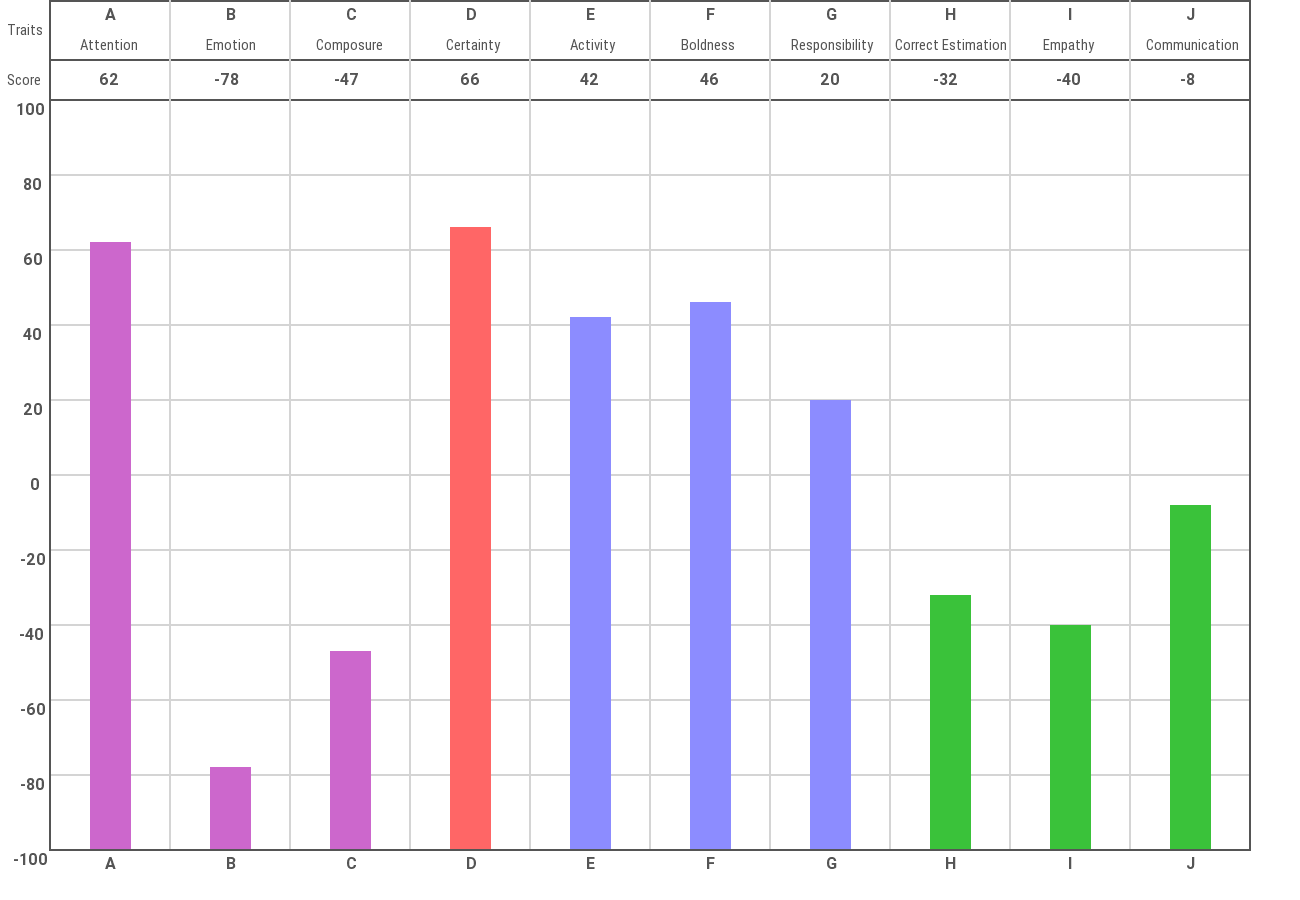 A B C D E F G H I J
Traits
Attention Emotion Composure Certainty Activity Boldness Responsibility Correct Estimation Empathy Communication
Score 62 -78 -47 66 42 46 20 -32 -40 -8
100
80
60
40
20
0
-20
-40
-60
-80
-100
A B C D E F G H I J